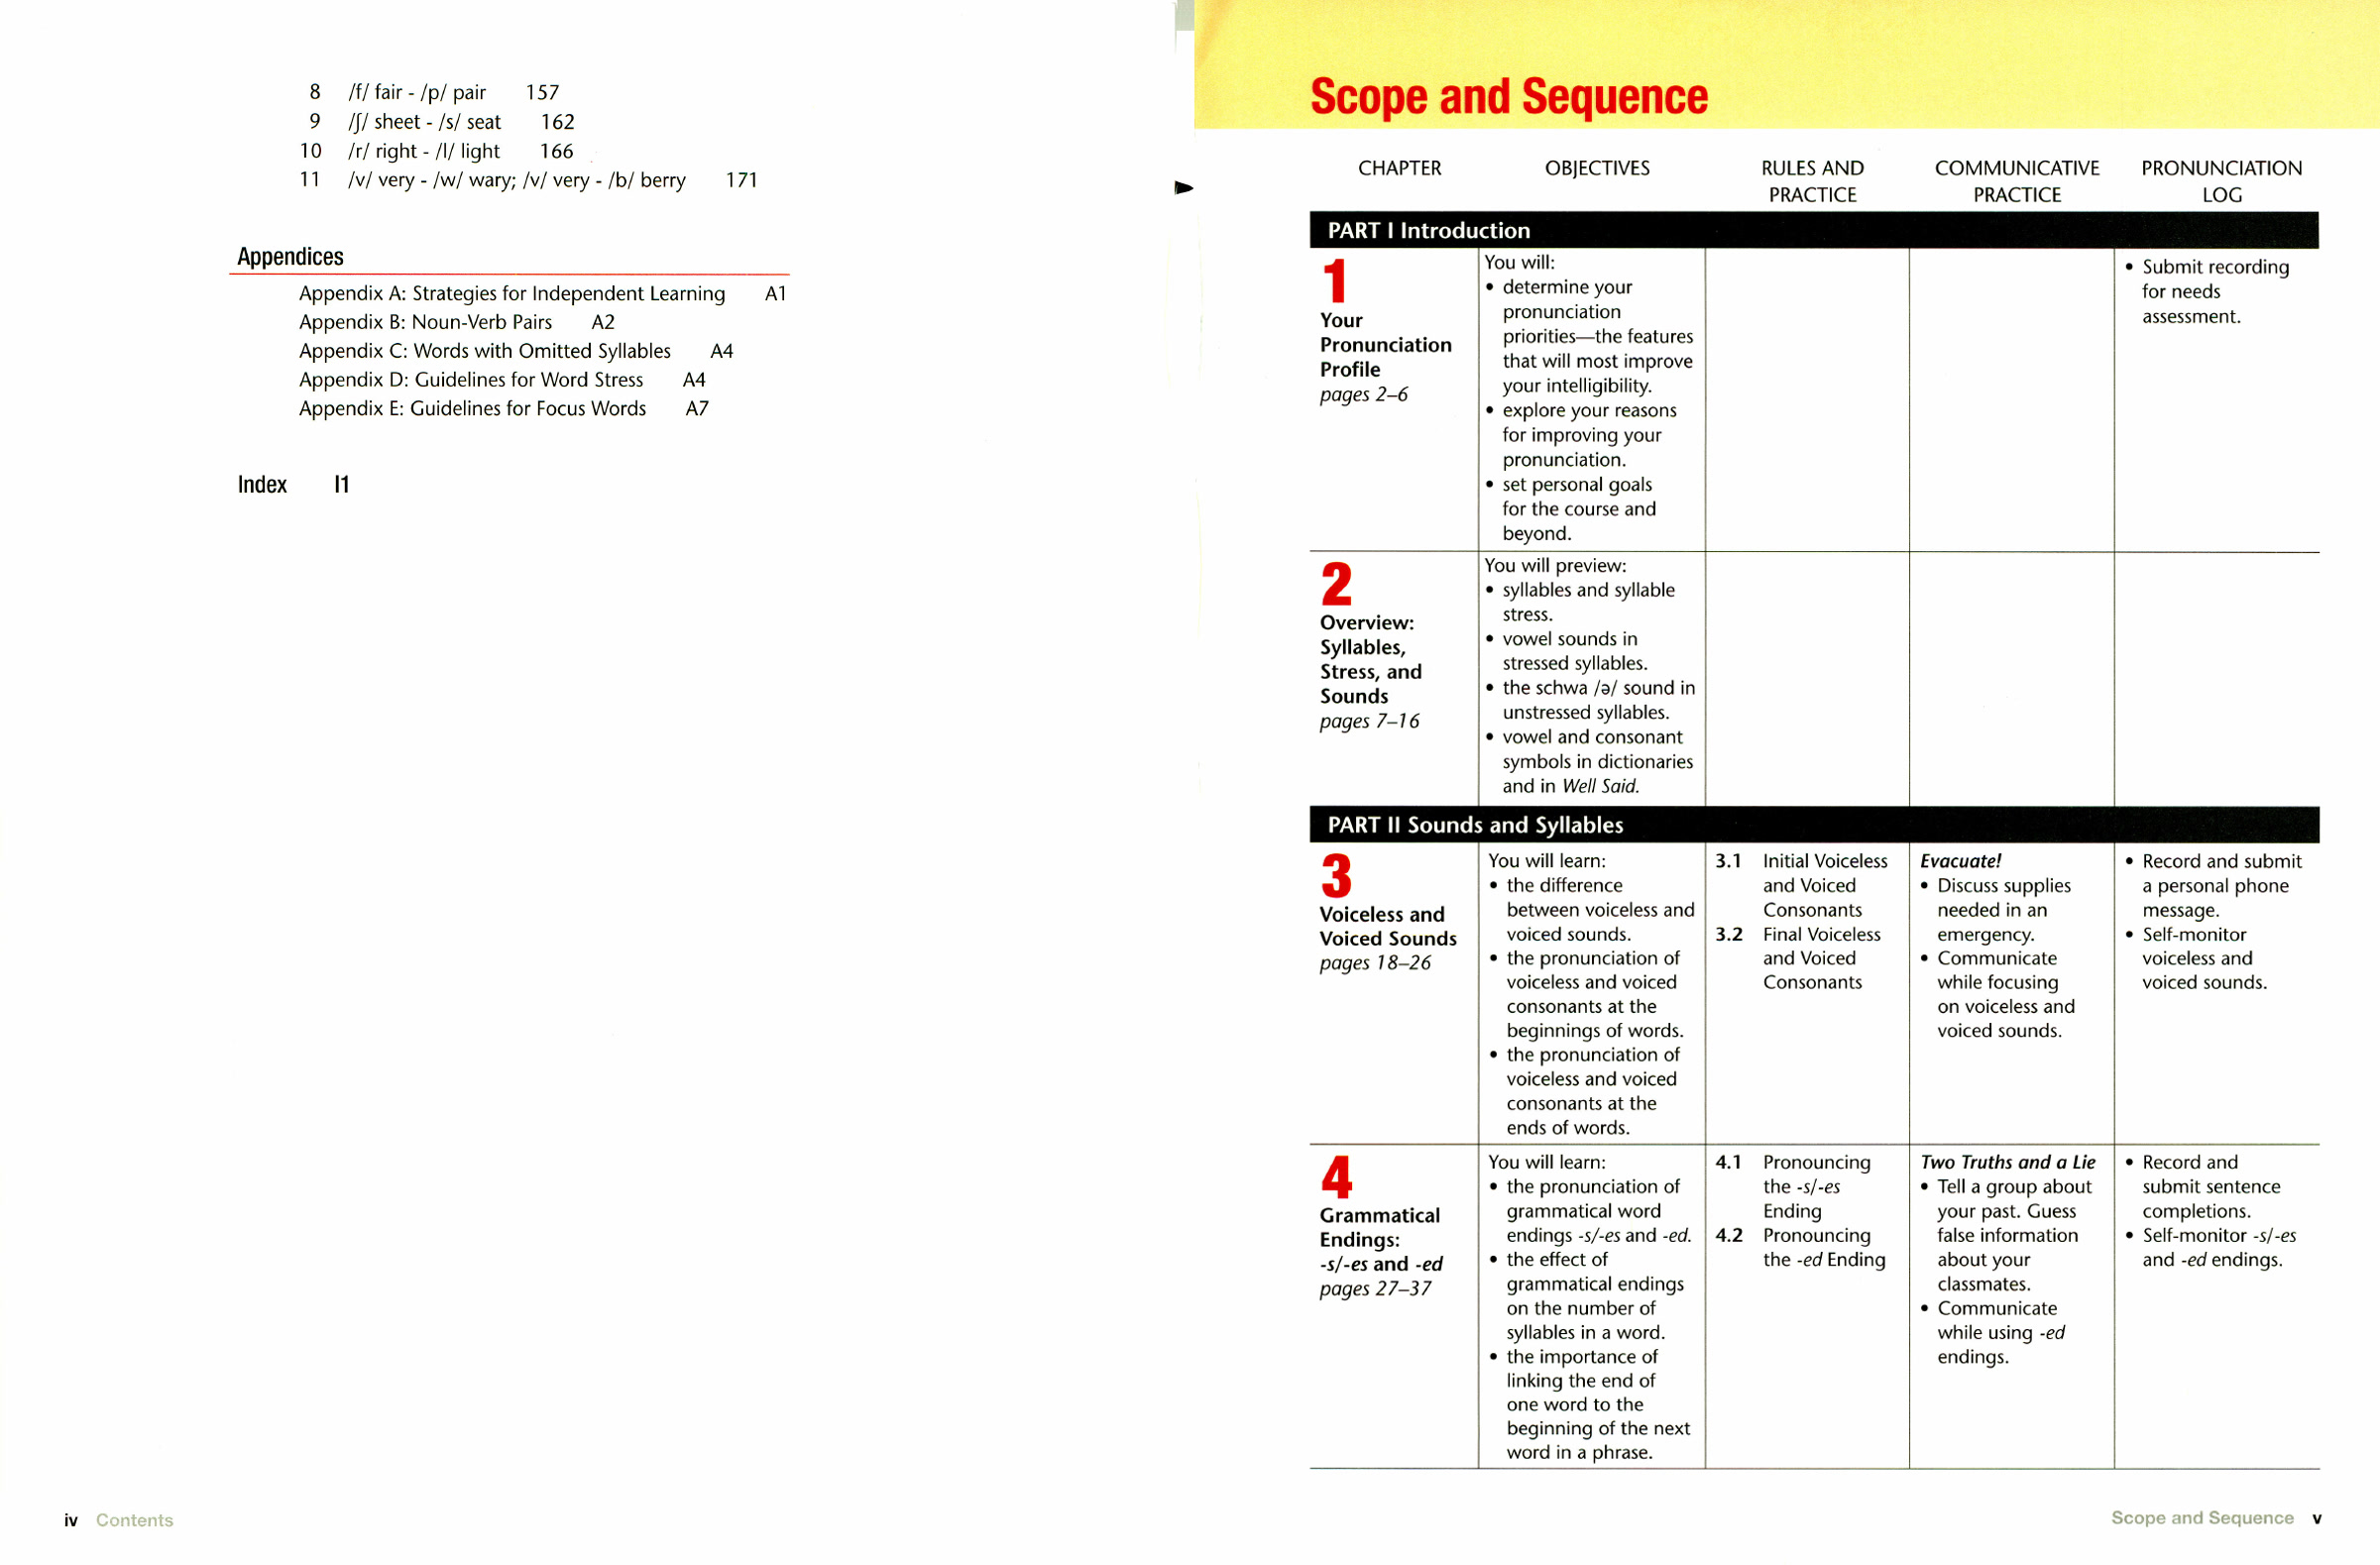 8 /f/ fair - /p/ pair 157
9 /ʃ/ sheet - /s/ seat 162
10 /r/ right - /l/ light 166
11 /v/ very - /w/ wary; /v/ very - /b/ berry 171
Appendices
Appendix A: Strategies for Independent Learning A1
Appendix B: Noun-Verb Pairs A2
Appendix C: Words with Omitted Syllables A4
Appendix D: Guidelines for Word Stress A4
Appendix E: Guidelines for Focus Words A7
Index I1
iv Contents
Scope and Sequence
CHAPTER
OBJECTIVES
RULES AND
PRACTICE
COMMUNICATIVE
PRACTICE
PRONUNCIATION
LOG
PART I Introduction
1
Your
Pronunciation
Profile
pages 2–6
You will:
• determine your
pronunciation
priorities—the features
that will most improve
your intelligibility.
• explore your reasons
for improving your
pronunciation.
• set personal goals
for the course and
beyond.
• Submit recording
for needs
assessment.
2
Overview:
Syllables,
Stress, and
Sounds
pages 7–16
You will preview:
• syllables and syllable
stress.
• vowel sounds in
stressed syllables.
• the schwa /ə/ sound in
unstressed syllables.
• vowel and consonant
symbols in dictionaries
and in Well Said.
PART II Sounds and Syllables
3
Voiceless and
Voiced Sounds
pages 18–26
You will learn:
• the difference
between voiceless and
voiced sounds.
• the pronunciation of
voiceless and voiced
consonants at the
beginnings of words.
• the pronunciation of
voiceless and voiced
consonants at the
ends of words.
3.1 Initial Voiceless
and Voiced
Consonants
3.2 Final Voiceless
and Voiced
Consonants
Evacuate!
• Discuss supplies
needed in an
emergency.
• Communicate
while focusing
on voiceless and
voiced sounds.
• Record and submit
a personal phone
message.
• Self-monitor
voiceless and
voiced sounds.
4
Grammatical
Endings:
-s/-es and -ed
pages 27–37
You will learn:
• the pronunciation of
grammatical word
endings -s/-es and -ed.
• the effect of
grammatical endings
on the number of
syllables in a word.
• the importance of
linking the end of
one word to the
beginning of the next
word in a phrase.
4.1 Pronouncing
the -s/-es
Ending
4.2 Pronouncing
the -ed Ending
Two Truths and a Lie
• Tell a group about
your past. Guess
false information
about your
classmates.
• Communicate
while using -ed
endings.
• Record and
submit sentence
completions.
• Self-monitor -s/-es
and -ed endings.
Scope and Sequence v